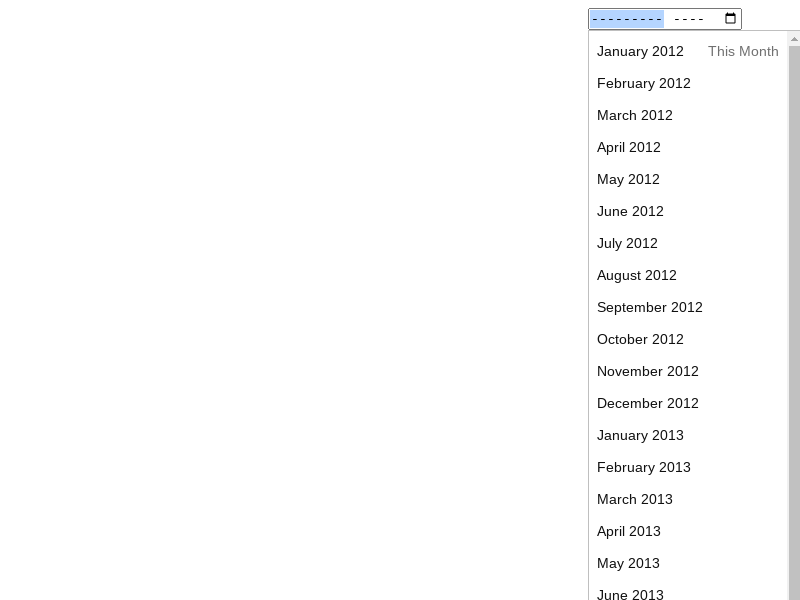 --------- ----
January 2012 This Month
February 2012
March 2012
April 2012
May 2012
June 2012
July 2012
August 2012
September 2012
October 2012
November 2012
December 2012
January 2013
February 2013
March 2013
April 2013
May 2013
June 2013